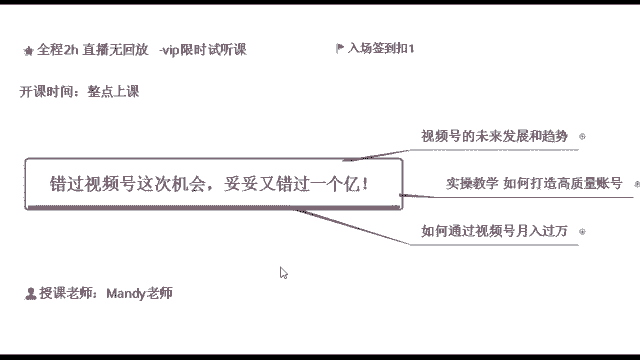 全程2h 直播无回放 -vip限时试听课
入场签到扣1
开课时间：整点上课
视频号的未来发展和趋势
错过视频号这次机会，妥妥又错过一个亿！
实操教学 如何打造高质量账号
如何通过视频号月入过万
授课老师：Mandy老师